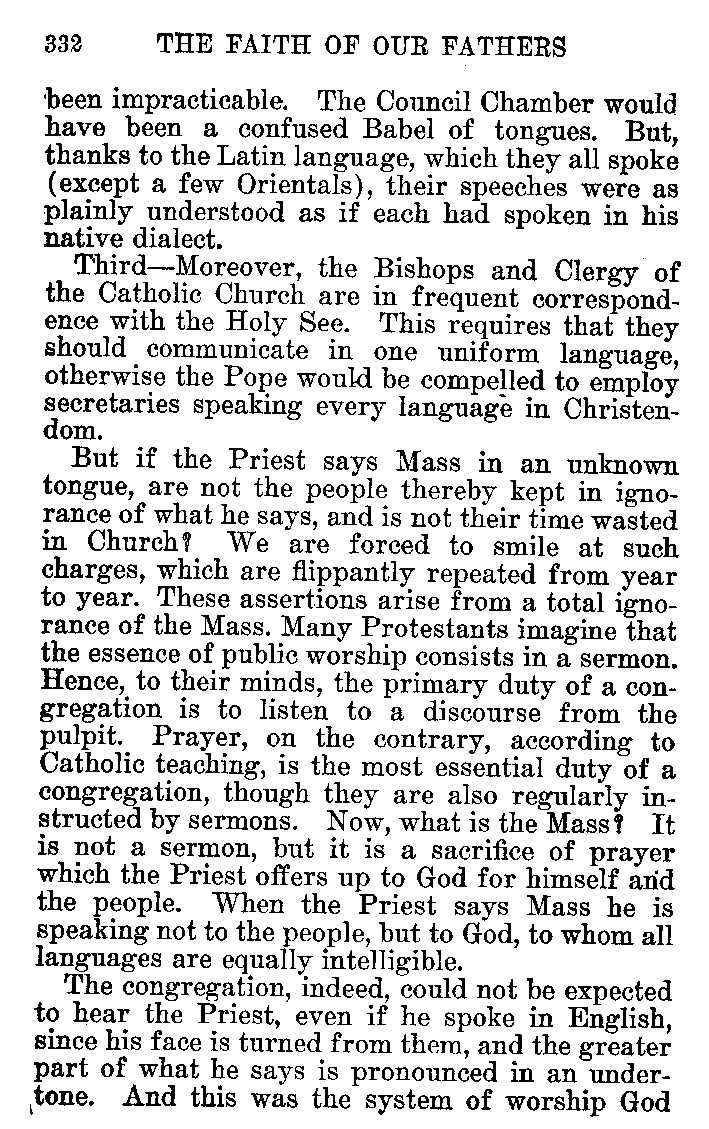 332 THE FAITH OF OUR FATHERS
been impracticable. The Council Chamber would
have been a confused Babel of tongues. But,
thanks to the Latin language, which they all spoke
(except a few Orientals), their speeches were as
plainly understood as if each had spoken in his
native dialect.
Third—Moreover, the Bishops and Clergy of
the Catholic Church are in frequent correspond-
ence with the Holy See. This requires that they
should communicate in one uniform language,
otherwise the Pope would be compelled to employ
secretaries speaking every language in Christen-
dom.
But if the Priest says Mass in an unknown
tongue, are not the people thereby kept in igno-
rance of what he says, and is not their time wasted
in Church? We are forced to smile at such
charges, which are flippantly repeated from year
to year. These assertions arise from a total igno-
rance of the Mass. Many Protestants imagine that
the essence of public worship consists in a sermon.
Hence, to their minds, the primary duty of a con-
gregation is to listen to a discourse from the
pulpit. Prayer, on the contrary, according to
Catholic teaching, is the most essential duty of a
congregation, though they are also regularly in-
structed by sermons. Now, what is the Mass? It
is not a sermon, but it is a sacrifice of prayer
which the Priest offers up to God for himself and
the people. When the Priest says Mass he is
speaking not to the people, but to God, to whom all
languages are equally intelligible.
The congregation, indeed, could not be expected
to hear the Priest, even if he spoke in English,
since his face is turned from them, and the greater
part of what he says is pronounced in an under-
tone. And this was the system of worship God